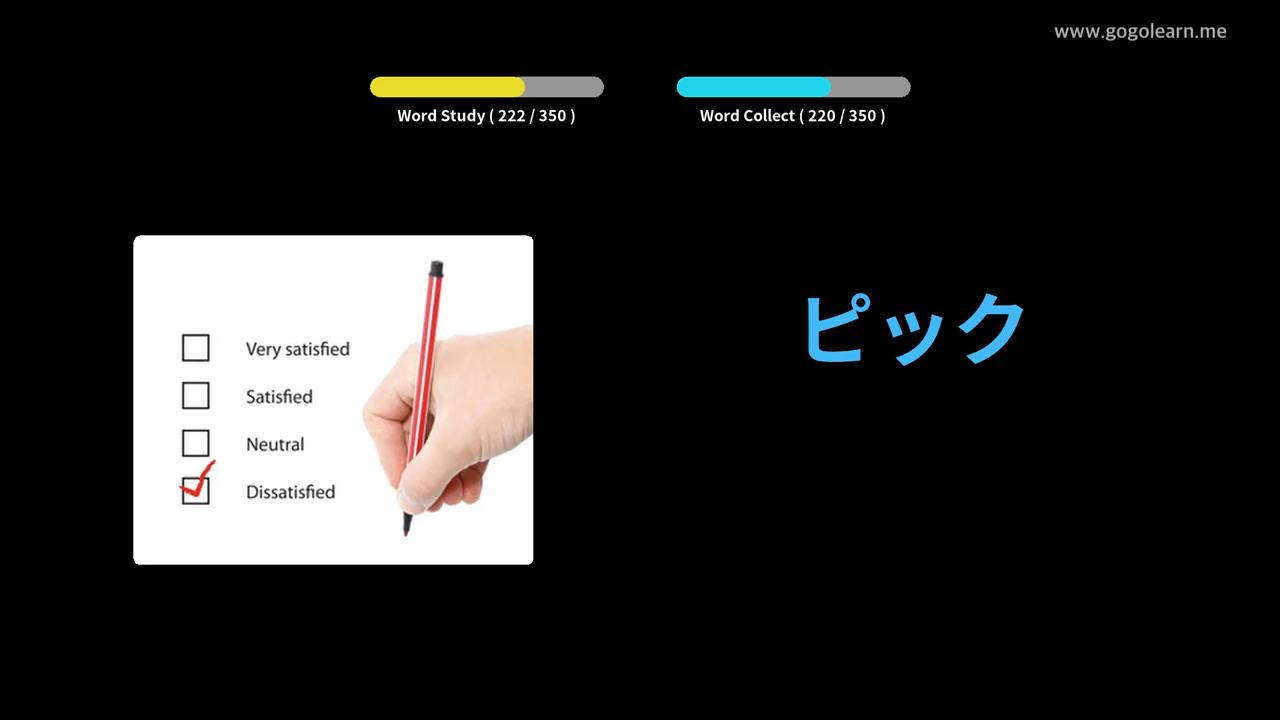 www.gogolearn.me
Word Study ( 222 / 350 )
Word Collect ( 220 / 350 )
Very satisfied
Satisfied
Neutral
Dissatisfied
ピック